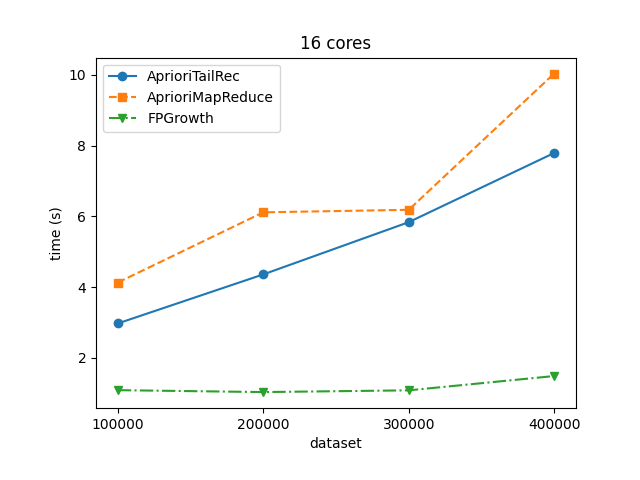 16 cores
AprioriTailRec
AprioriMapReduce
FPGrowth
10
8
6
4
2
time (s)
100000 200000 300000 400000
dataset